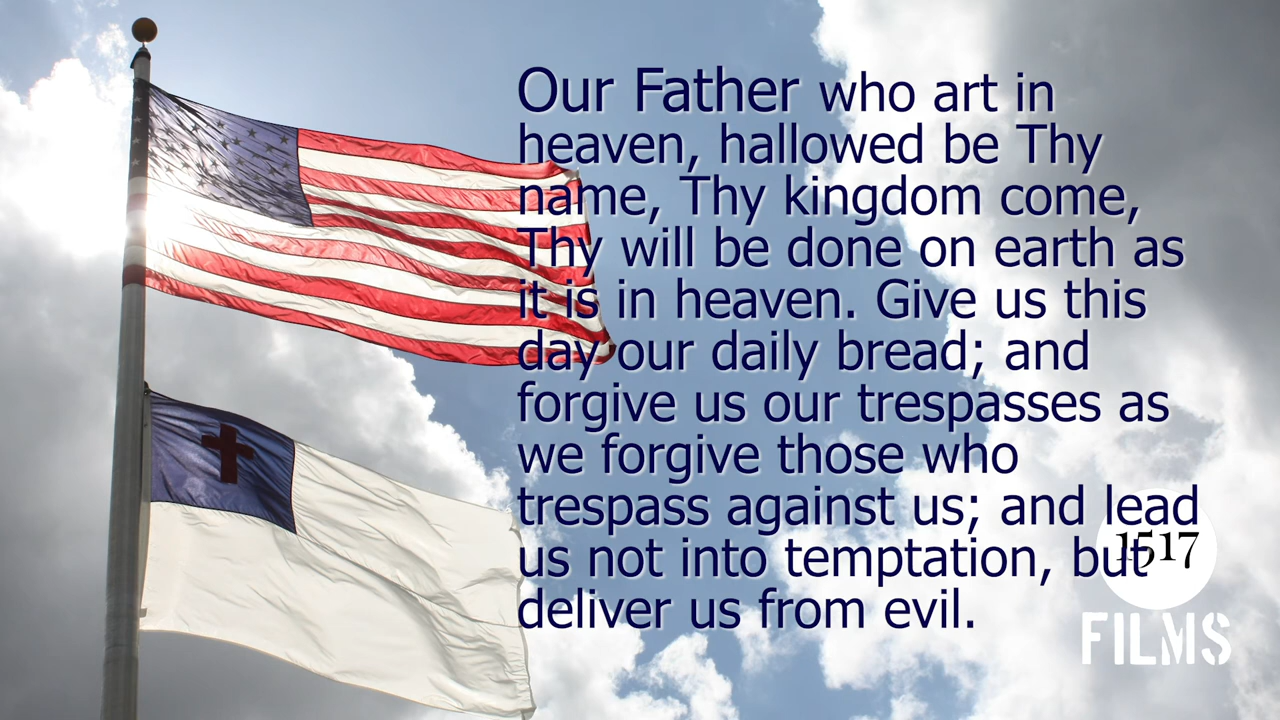 Our Father who art in
heaven, hallowed be Thy
name, Thy kingdom come,
Thy will be done on earth as
it is in heaven. Give us this
day our daily bread; and
forgive us our trespasses as
we forgive those who
trespass against us; and lead
us not into temptation, but
deliver us from evil.
1517
FILMS